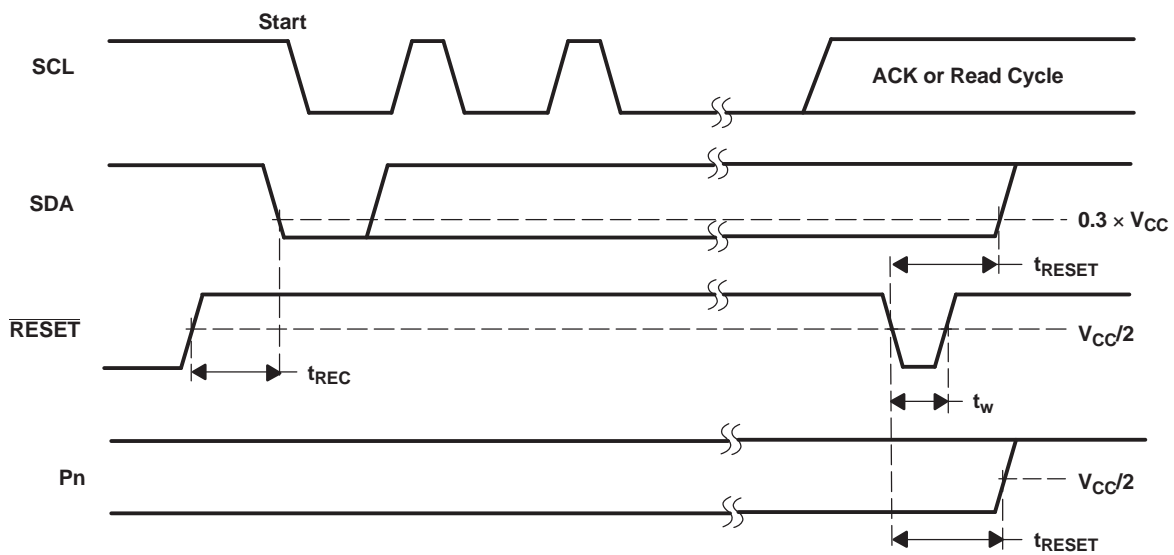 Start
SCL
ACK or Read Cycle
SDA
0.3 × VCC
tRESET
RESET
VCC/2
tREC
tw
Pn
VCC/2
tRESET